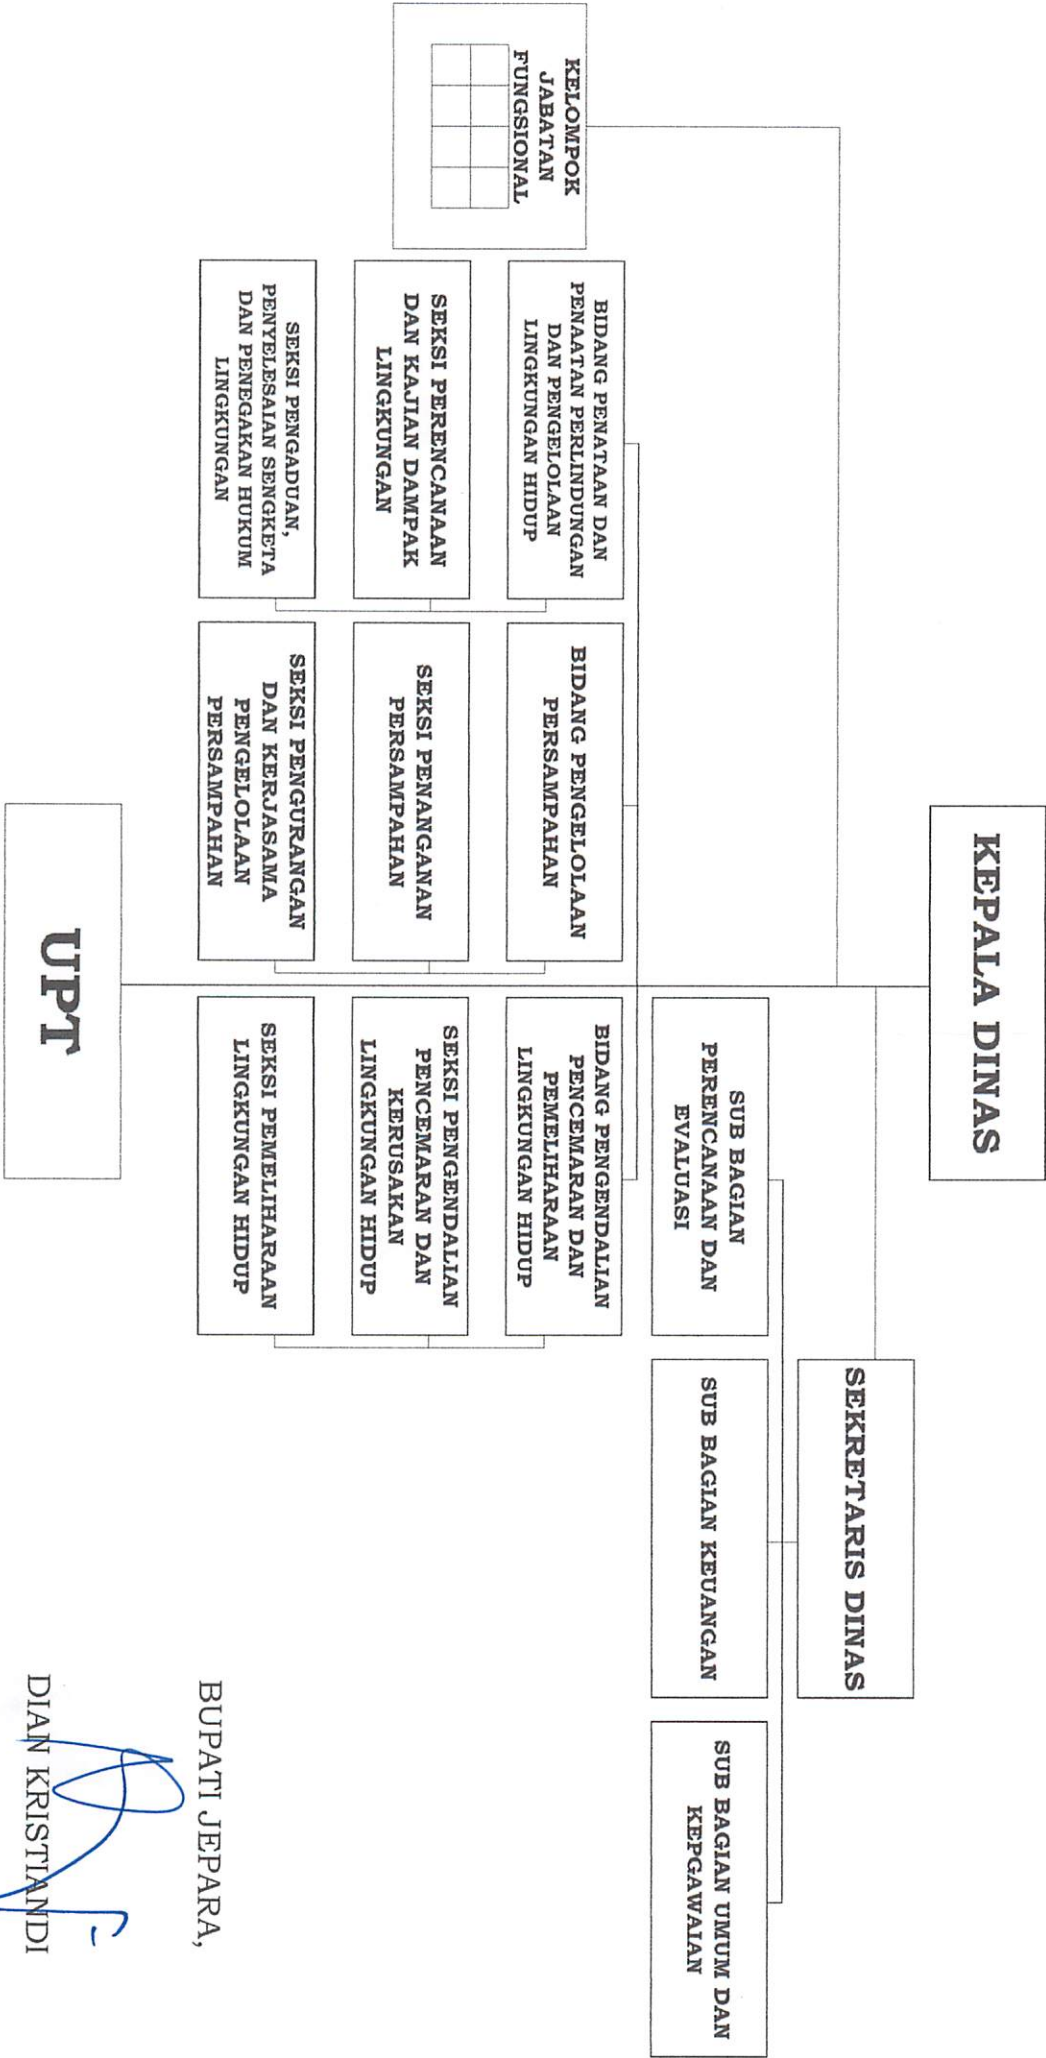 KEPALA DINAS
SEKRETARIS DINAS
SUB BAGIAN
PERENCANAAN DAN
EVALUASI
SUB BAGIAN KEUANGAN
SUB BAGIAN UMUM DAN
KEPGAWAIAN
KELOMPOK
JABATAN
FUNGSIONAL
BIDANG PENATAAN DAN
PENAATAN PERLINDUNGAN
DAN PENGELOLAAN
LINGKUNGAN HIDUP
BIDANG PENGELOLAAN
PERSAMPAHAN
BIDANG PENGENDALIAN
PENCEMARAN DAN
PEMELIHARAAN
LINGKUNGAN HIDUP
SEKSI PERENCANAAN
DAN KAJIAN DAMPAK
LINGKUNGAN
SEKSI PENANGANAN
PERSAMPAHAN
SEKSI PENGENDALIAN
PENCEMARAN DAN
KERUSAKAN
LINGKUNGAN HIDUP
SEKSI PENGADUAN,
PENYELESAIAN SENGKETA
DAN PENEGAKAN HUKUM
LINGKUNGAN
SEKSI PENGURANGAN
DAN KERJASAMA
PENGELOLAAN
PERSAMPAHAN
SEKSI PEMELIHARAAN
LINGKUNGAN HIDUP
UPT
BUPATI JEPARA,
DIAN KRISTIANDI